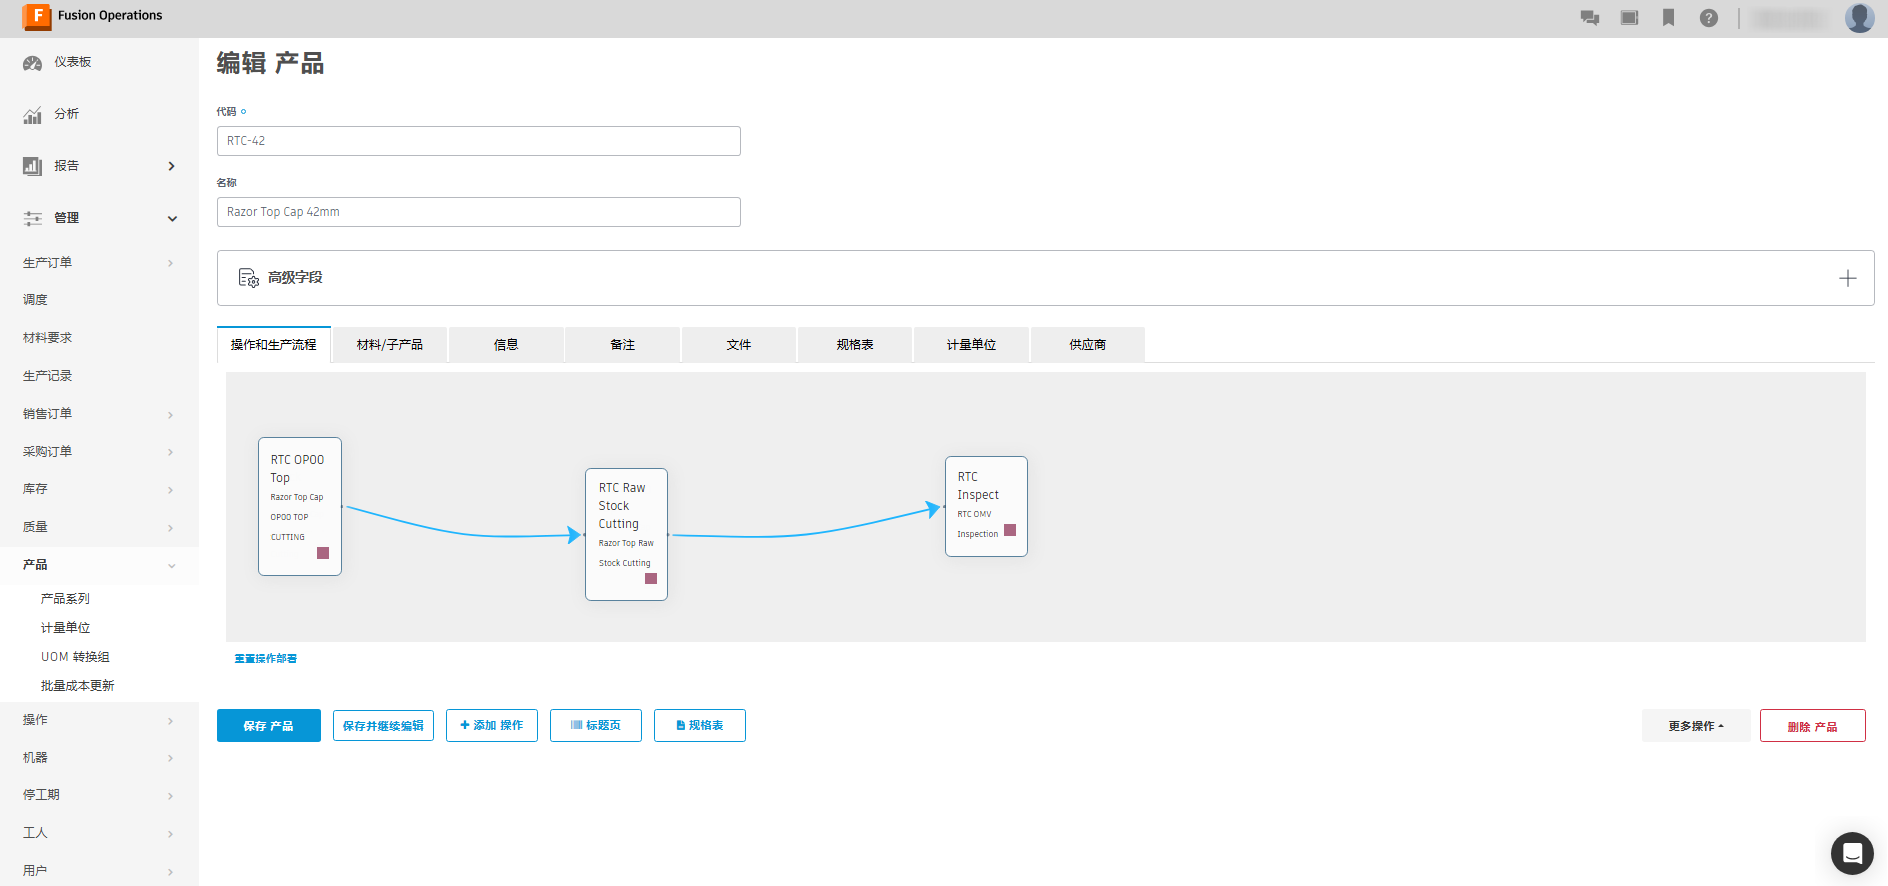 Fusion Operations
仪表板
分析
报告
管理
生产订单
调度
材料要求
生产记录
销售订单
采购订单
库存
质量
产品
产品系列
计量单位
UOM 转换组
批量成本更新
操作
机器
停工期
工人
用户
编辑 产品
代码
RTC-42
名称
Razor Top Cap 42mm
高级字段
操作和生产流程
材料/子产品
信息
备注
文件
规格表
计量单位
供应商
RTC OP00
Top
Razor Top Cap
OP00 TOP
CUTTING
RTC Raw
Stock
Cutting
Razor Top Raw
Stock Cutting
RTC
Inspect
RTC OMV
Inspection
重置操作部署
保存 产品
保存并继续编辑
添加 操作
标题页
规格表
更多操作
删除 产品